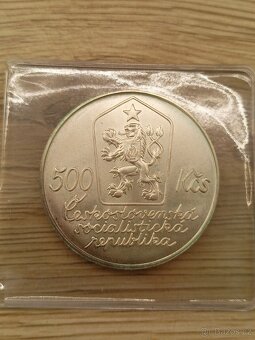 500 Kčs
Československá
socialistická
republika